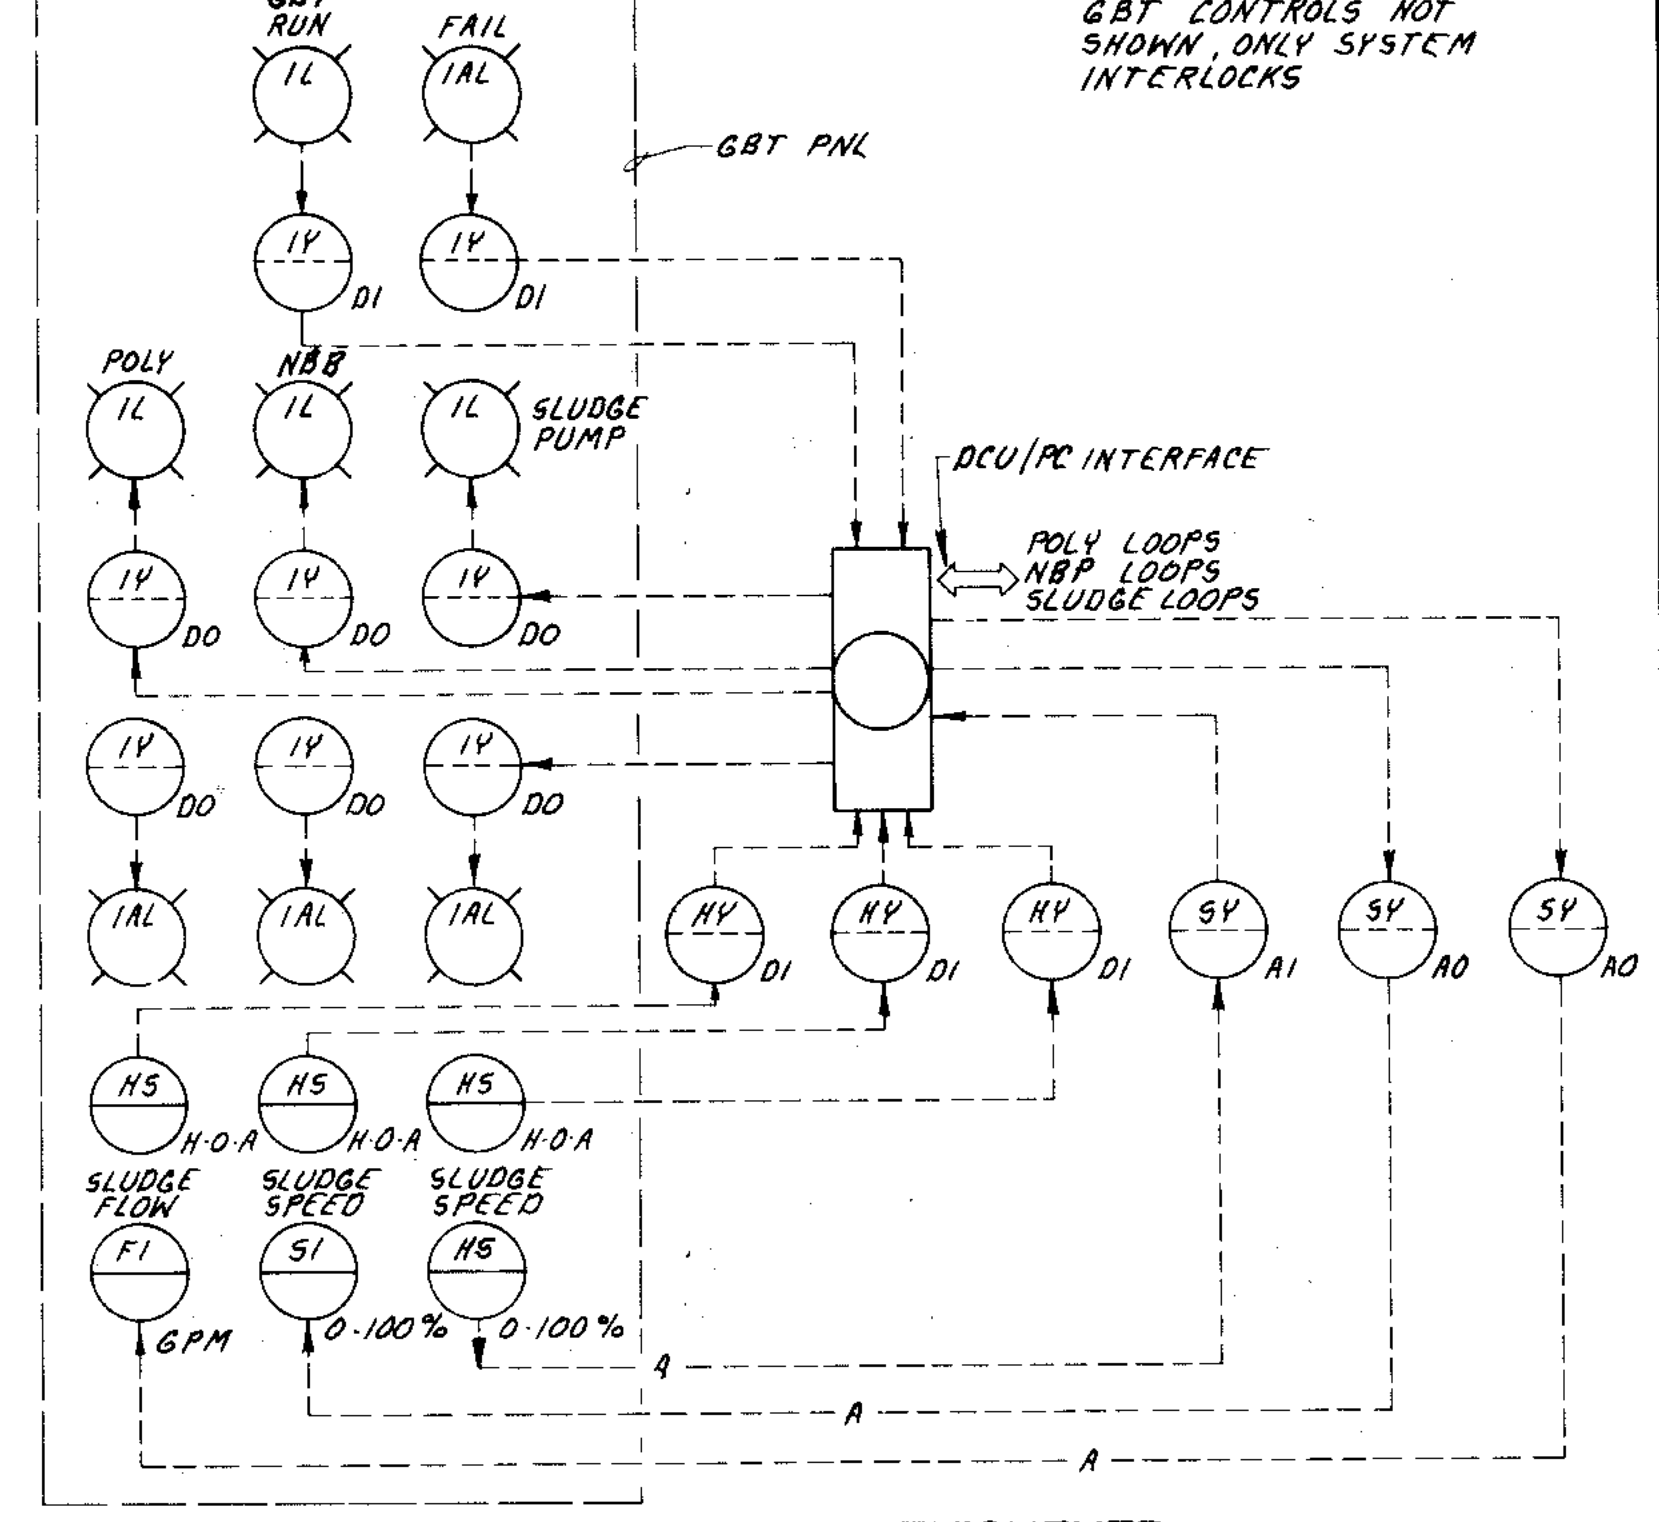 RUN FAIL
GBT CONTROLS NOT
SHOWN, ONLY SYSTEM
INTERLOCKS
IL IAL
GBT PNL
IY IY
DI DI
POLY NBB
IL IL IL SLUDGE
PUMP
DCU/PC INTERFACE
POLY LOOPS
NBP LOOPS
SLUDGE LOOPS
IY IY IY
DO DO DO
IY IY IY
DO DO DO
IAL IAL IAL
HY HY HY SY SY SY
DI DI DI AI AO AO
HS HS HS
H-O-A H-O-A H-O-A
SLUDGE SLUDGE SLUDGE
FLOW SPEED SPEED
FI SI HS
GPM 0-100% 0-100%
A
A
A